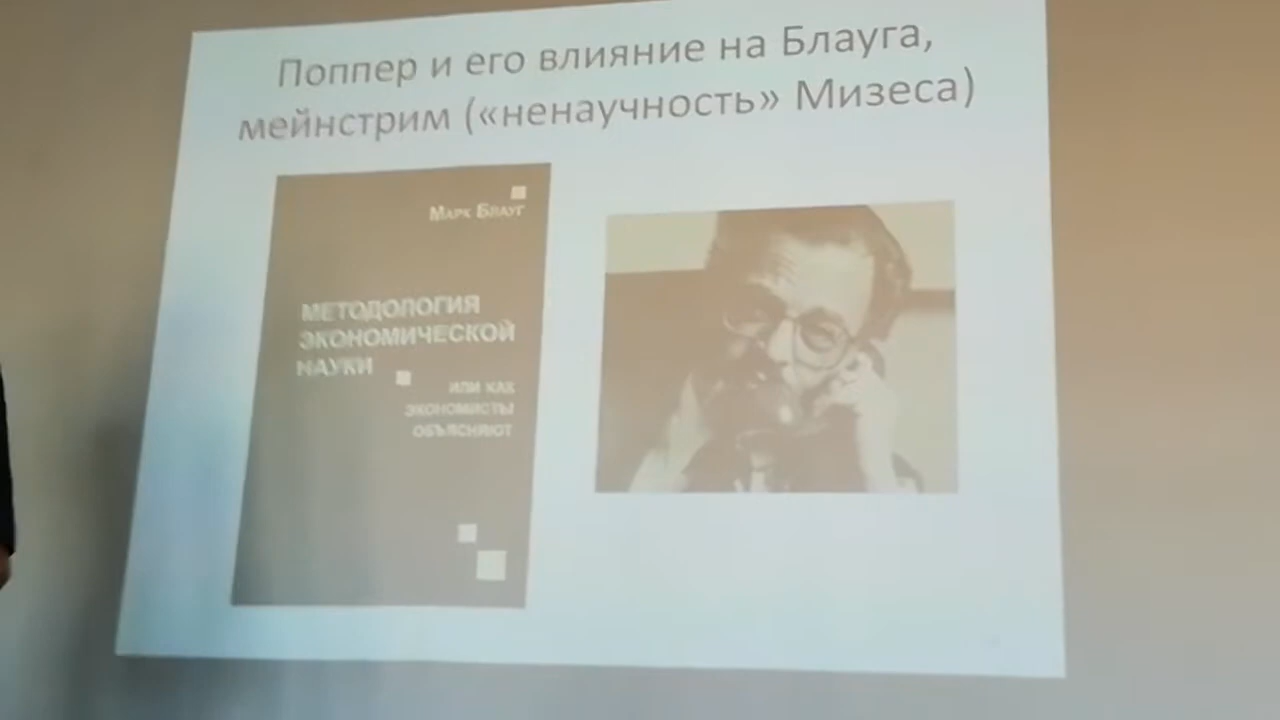 Поппер и его влияние на Блауга,
мейнстрим («ненаучность» Мизеса)
Марк Блауг
МЕТОДОЛОГИЯ
ЭКОНОМИЧЕСКОЙ
НАУКИ
ИЛИ КАК
ЭКОНОМИСТЫ
ОБЪЯСНЯЮТ